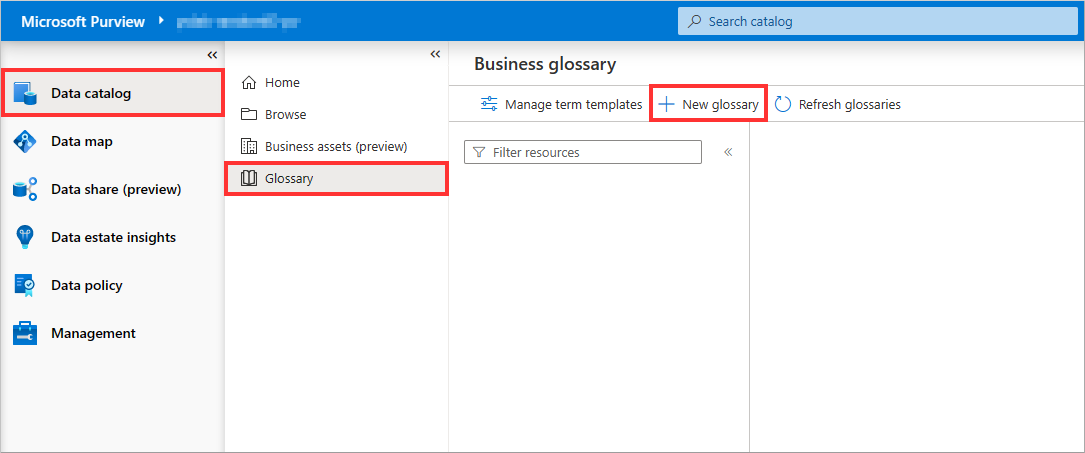 Microsoft Purview
Search catalog
Data catalog
Data map
Data share (preview)
Data estate insights
Data policy
Management
Home
Browse
Business assets (preview)
Glossary
Business glossary
Manage term templates
New glossary
Refresh glossaries
Filter resources